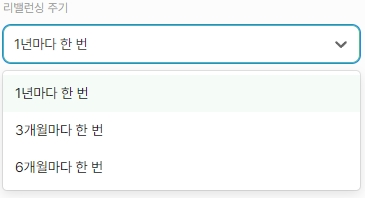 리밸런싱 주기
1년마다 한 번
1년마다 한 번
3개월마다 한 번
6개월마다 한 번